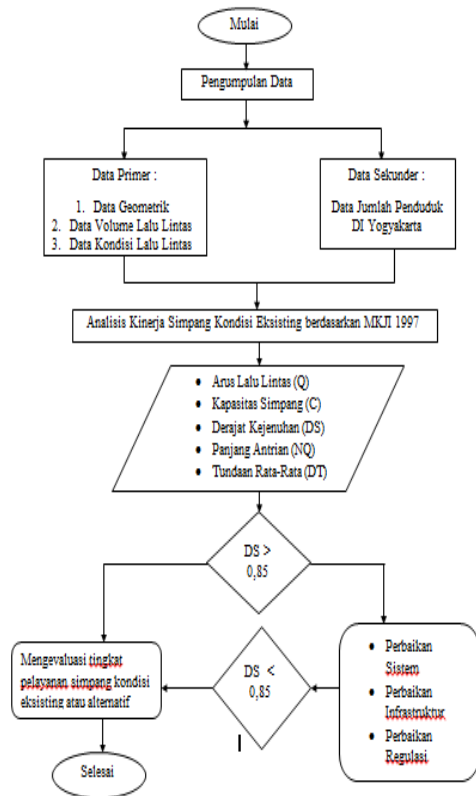 Mulai
Pengumpulan Data
Data Primer :
1. Data Geometrik
2. Data Volume Lalu Lintas
3. Data Kondisi Lalu Lintas
Data Sekunder :
Data Jumlah Penduduk
DI Yogyakarta
Analisis Kinerja Simpang Kondisi Eksisting berdasarkan MKJI 1997
• Arus Lalu Lintas (Q)
• Kapasitas Simpang (C)
• Derajat Kejenuhan (DS)
• Panjang Antrian (NQ)
• Tundaan Rata-Rata (DT)
DS >
0,85
• Perbaikan
Sistem
• Perbaikan
Infrastruktur
• Perbaikan
Regulasi
DS <
0,85
Mengevaluasi tingkat
pelayanan simpang kondisi
eksisting atau alternatif
Selesai